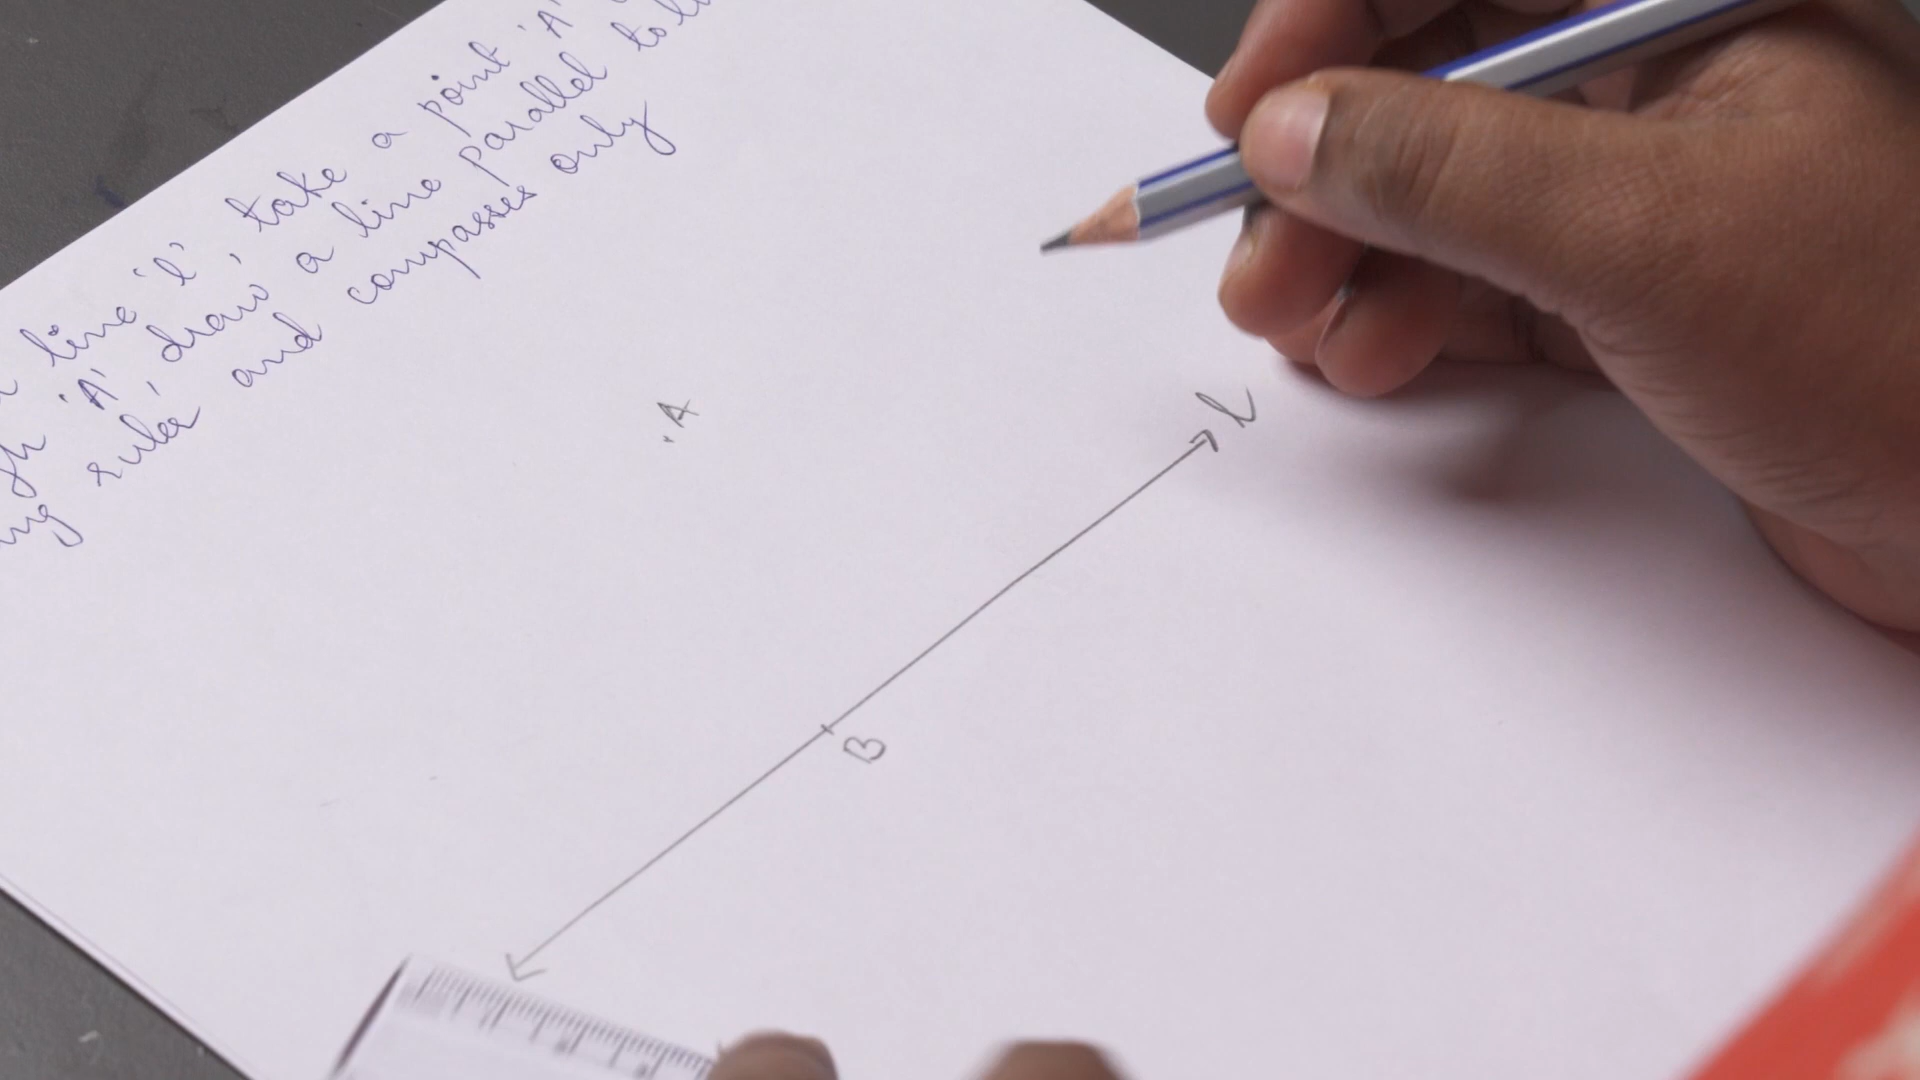 line 'l', take a point 'A'
'A', draw a line parallel to
ruler and compasses only
A
l
B